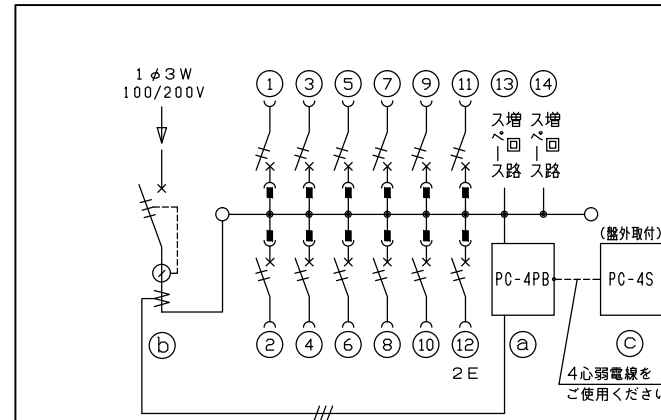 1φ3W
100/200V
① ③ ⑤ ⑦ ⑨ ⑪ ⑬ ⑭
増回路
スペース
増回路
スペース
(盤外取付)
PC-4PB
PC-4S
ⓑ
② ④ ⑥ ⑧ ⑩ ⑫ ⓐ ⓒ
2E
4心弱電線を
ご使用ください